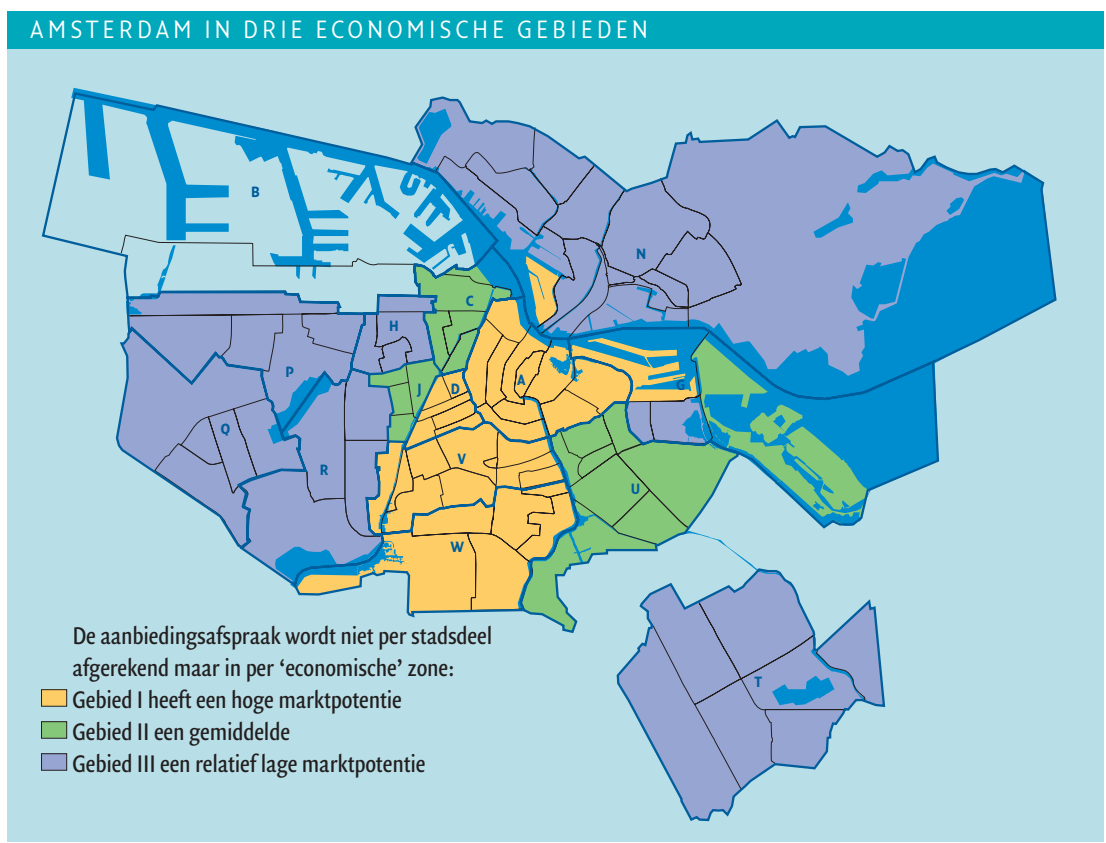 AMSTERDAM IN DRIE ECONOMISCHE GEBIEDEN
B
N
C
H
P
J
D
A
G
Q
R
V
U
W
T
De aanbiedingsafspraak wordt niet per stadsdeel
afgerekend maar in per ‘economische’ zone:
Gebied I heeft een hoge marktpotentie
Gebied II een gemiddelde
Gebied III een relatief lage marktpotentie